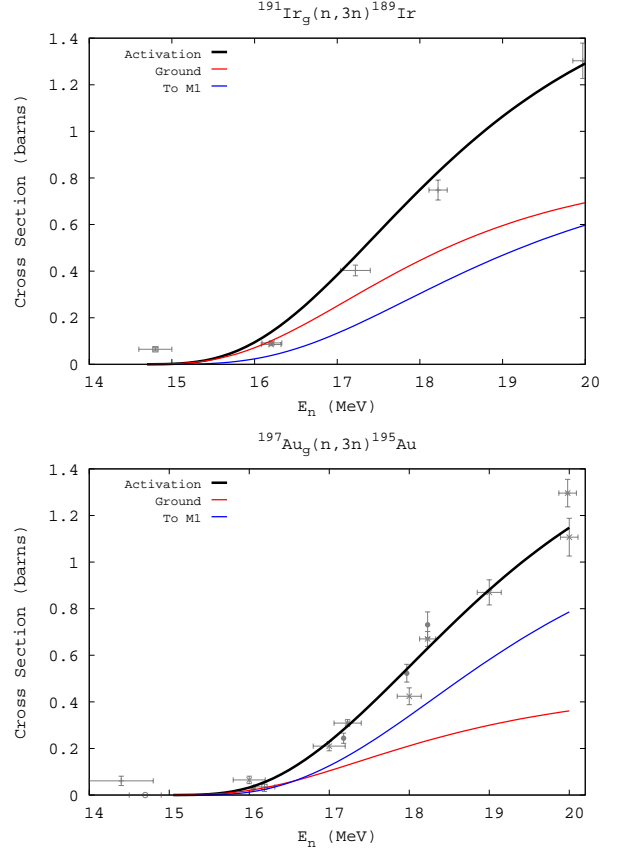 191Irg(n,3n)189Ir
1.4
1.2
1
0.8
0.6
0.4
0.2
0
Cross Section (barns)
Activation
Ground
To M1
14 15 16 17 18 19 20
E_n (MeV)
197Aug(n,3n)195Au
1.4
1.2
1
0.8
0.6
0.4
0.2
0
Cross Section (barns)
Activation
Ground
To M1
14 15 16 17 18 19 20
E_n (MeV)